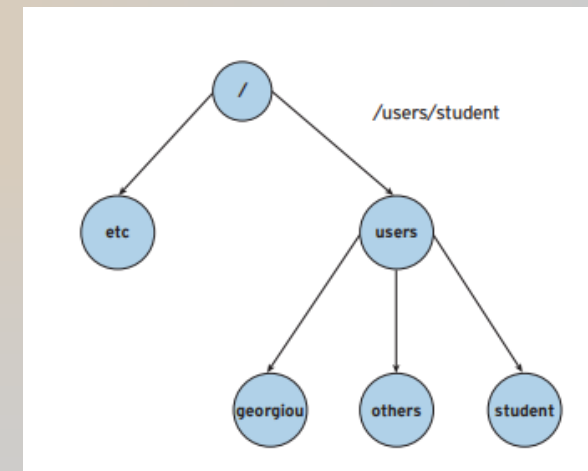 /
/users/student
etc
users
georgiou
others
student